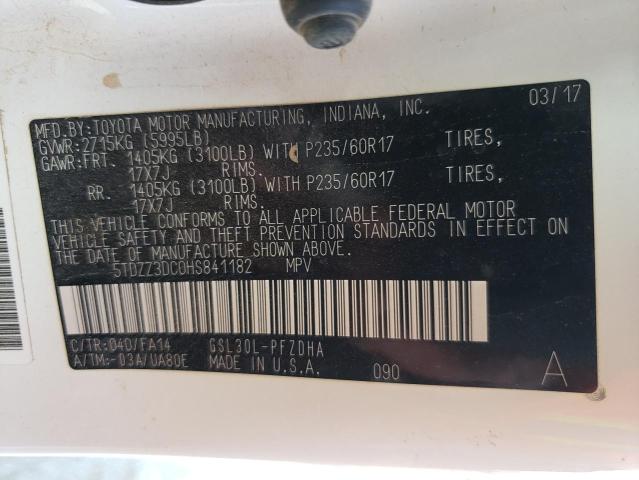 MFD.BY:TOYOTA MOTOR MANUFACTURING, INDIANA, INC. 03/17
GVWR:2715KG (5995LB)
GAWR:FRT. 1405KG (3100LB) WITH P235/60R17 TIRES,
17X7J RIMS.
RR. 1405KG (3100LB) WITH P235/60R17 TIRES,
17X7J RIMS.
THIS VEHICLE CONFORMS TO ALL APPLICABLE FEDERAL MOTOR
VEHICLE SAFETY AND THEFT PREVENTION STANDARDS IN EFFECT ON
THE DATE OF MANUFACTURE SHOWN ABOVE.
5TDZZ3DC0HS841182 MPV
C/TR:040/FA14 GSL30L-PFZDHA
A/TM:-03A/UA80E MADE IN U.S.A. 090 A